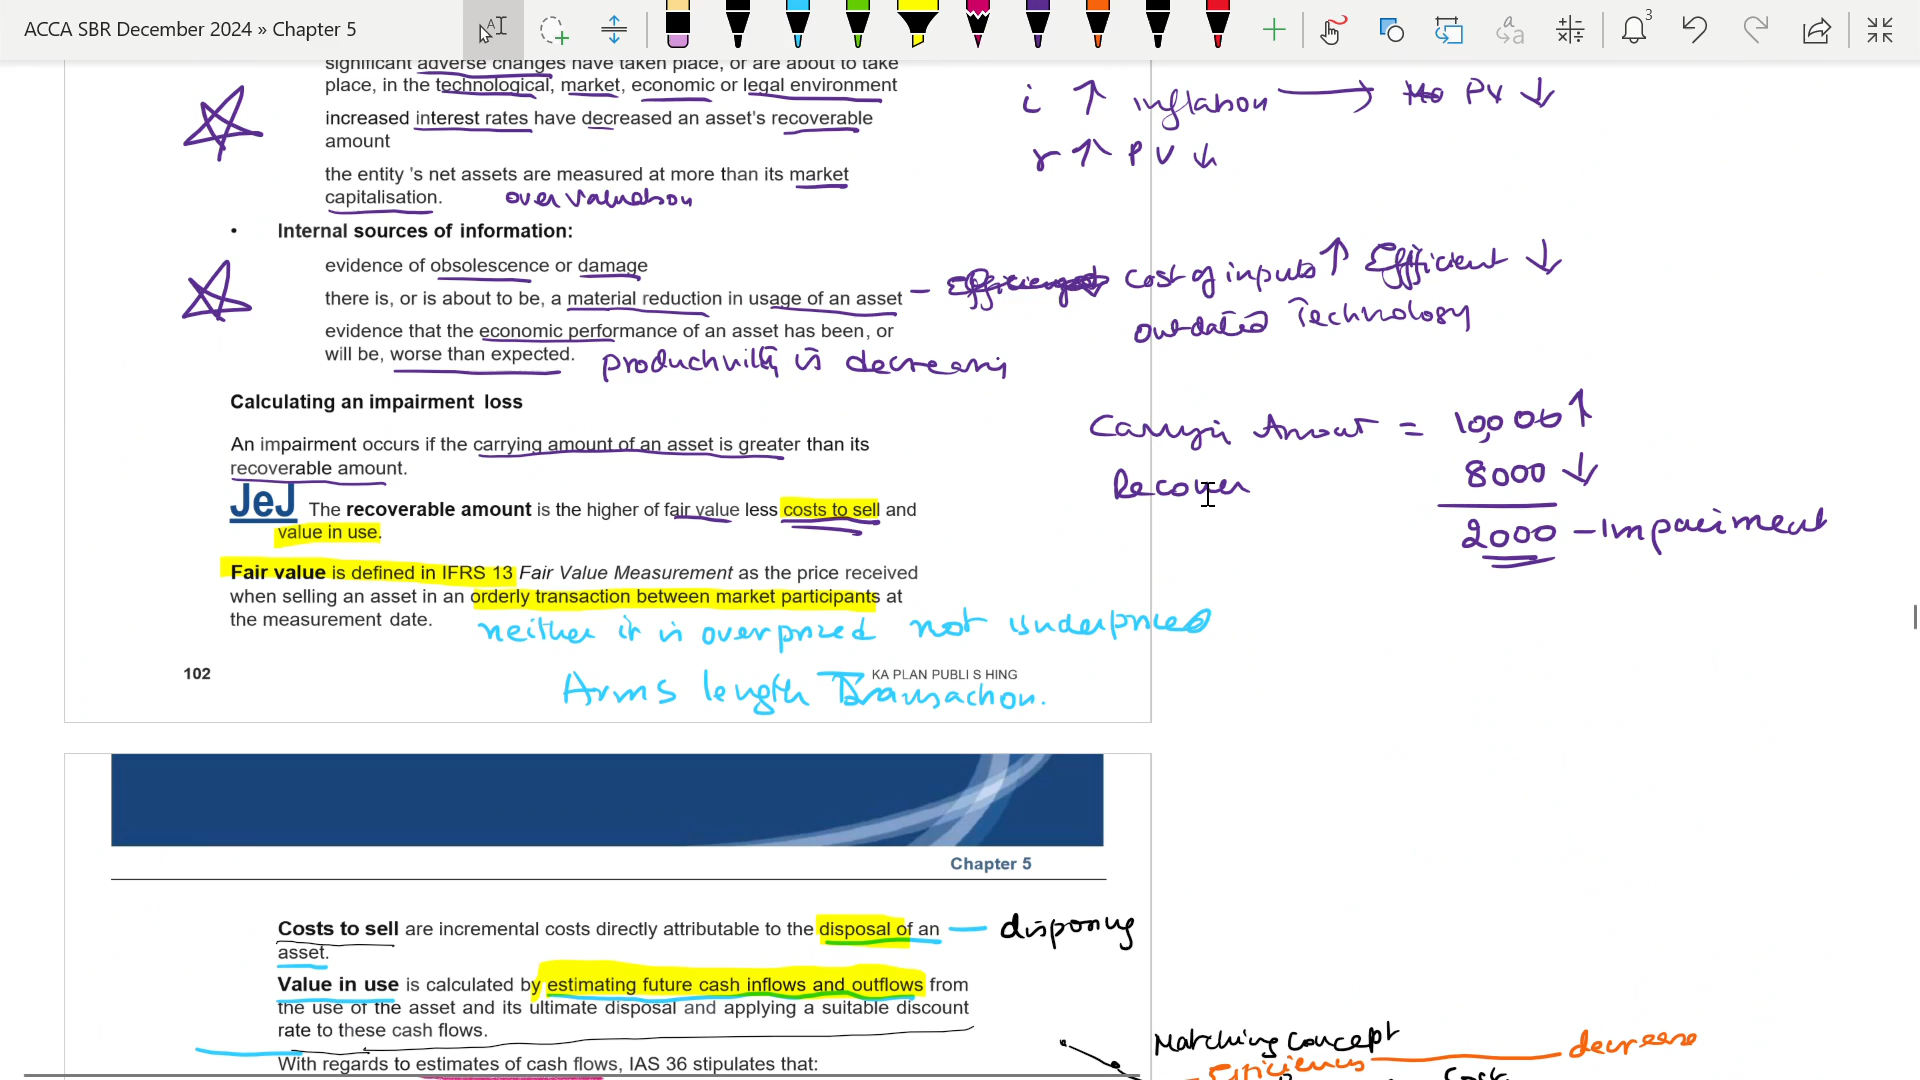 ACCA SBR December 2024 » Chapter 5
3
significant adverse changes have taken place, or are about to take
place, in the technological, market, economic or legal environment
i ↑ inflation → PV ↓
increased interest rates have decreased an asset's recoverable
amount
r ↑ PV ↓
the entity 's net assets are measured at more than its market
capitalisation. over valuation
• Internal sources of information:
evidence of obsolescence or damage
there is, or is about to be, a material reduction in usage of an asset – cost of inputs ↑ Efficient ↓
outdated Technology
evidence that the economic performance of an asset has been, or
will be, worse than expected. productivity is decreasing
Calculating an impairment loss
Carryin Amount = 10,000 ↑
An impairment occurs if the carrying amount of an asset is greater than its
recoverable amount.
Recover 8000 ↓
2000 – Impairment
JeJ The recoverable amount is the higher of fair value less costs to sell and
value in use.
Fair value is defined in IFRS 13 Fair Value Measurement as the price received
when selling an asset in an orderly transaction between market participants at
the measurement date.
neither it is overprized not underpriced
102 KA PLAN PUBLI S HING
Arms length Transaction.
Chapter 5
Costs to sell are incremental costs directly attributable to the disposal of an — disposing
asset.
Value in use is calculated by estimating future cash inflows and outflows from
the use of the asset and its ultimate disposal and applying a suitable discount
rate to these cash flows.
Matching concept
Efficiency — decrease
With regards to estimates of cash flows, IAS 36 stipulates that:
Cost